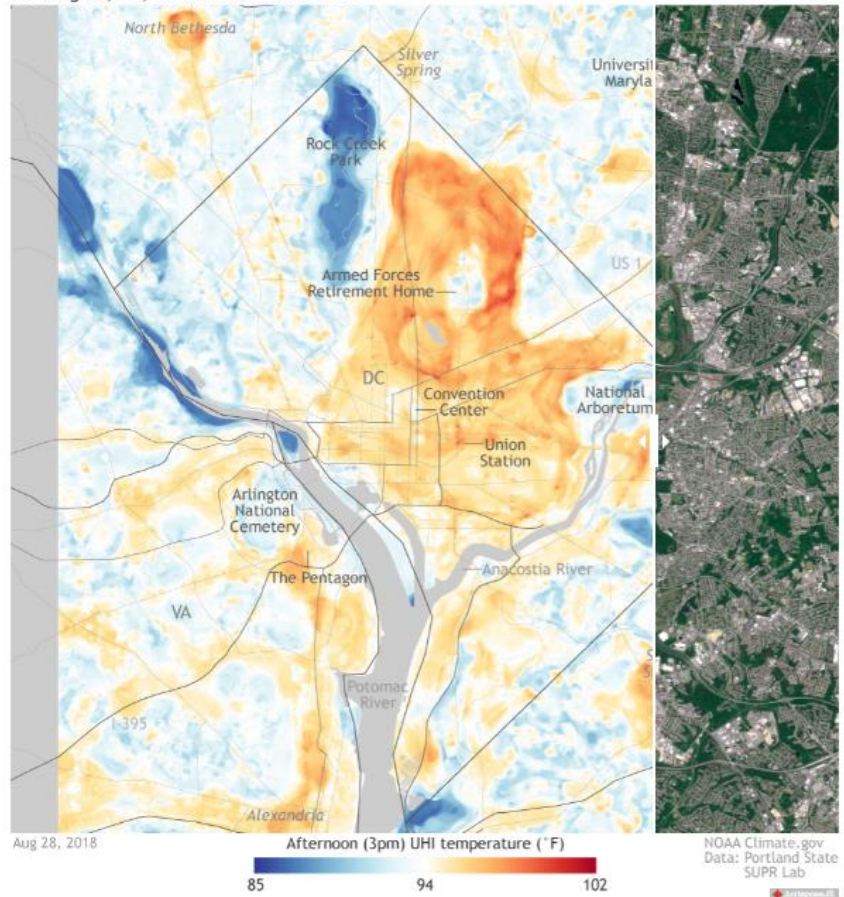 North Bethesda
Silver
Spring
Universit
Maryla
Rock Creek
Park
US 1
Armed Forces
Retirement Home
DC
Convention
Center
National
Arboretum
Union
Station
Arlington
National
Cemetery
The Pentagon
Anacostia River
VA
Potomac
River
I-395
Alexandria
Aug 28, 2018
Afternoon (3pm) UHI temperature (°F)
85
94
102
NOAA Climate.gov
Data: Portland State
SUPR Lab